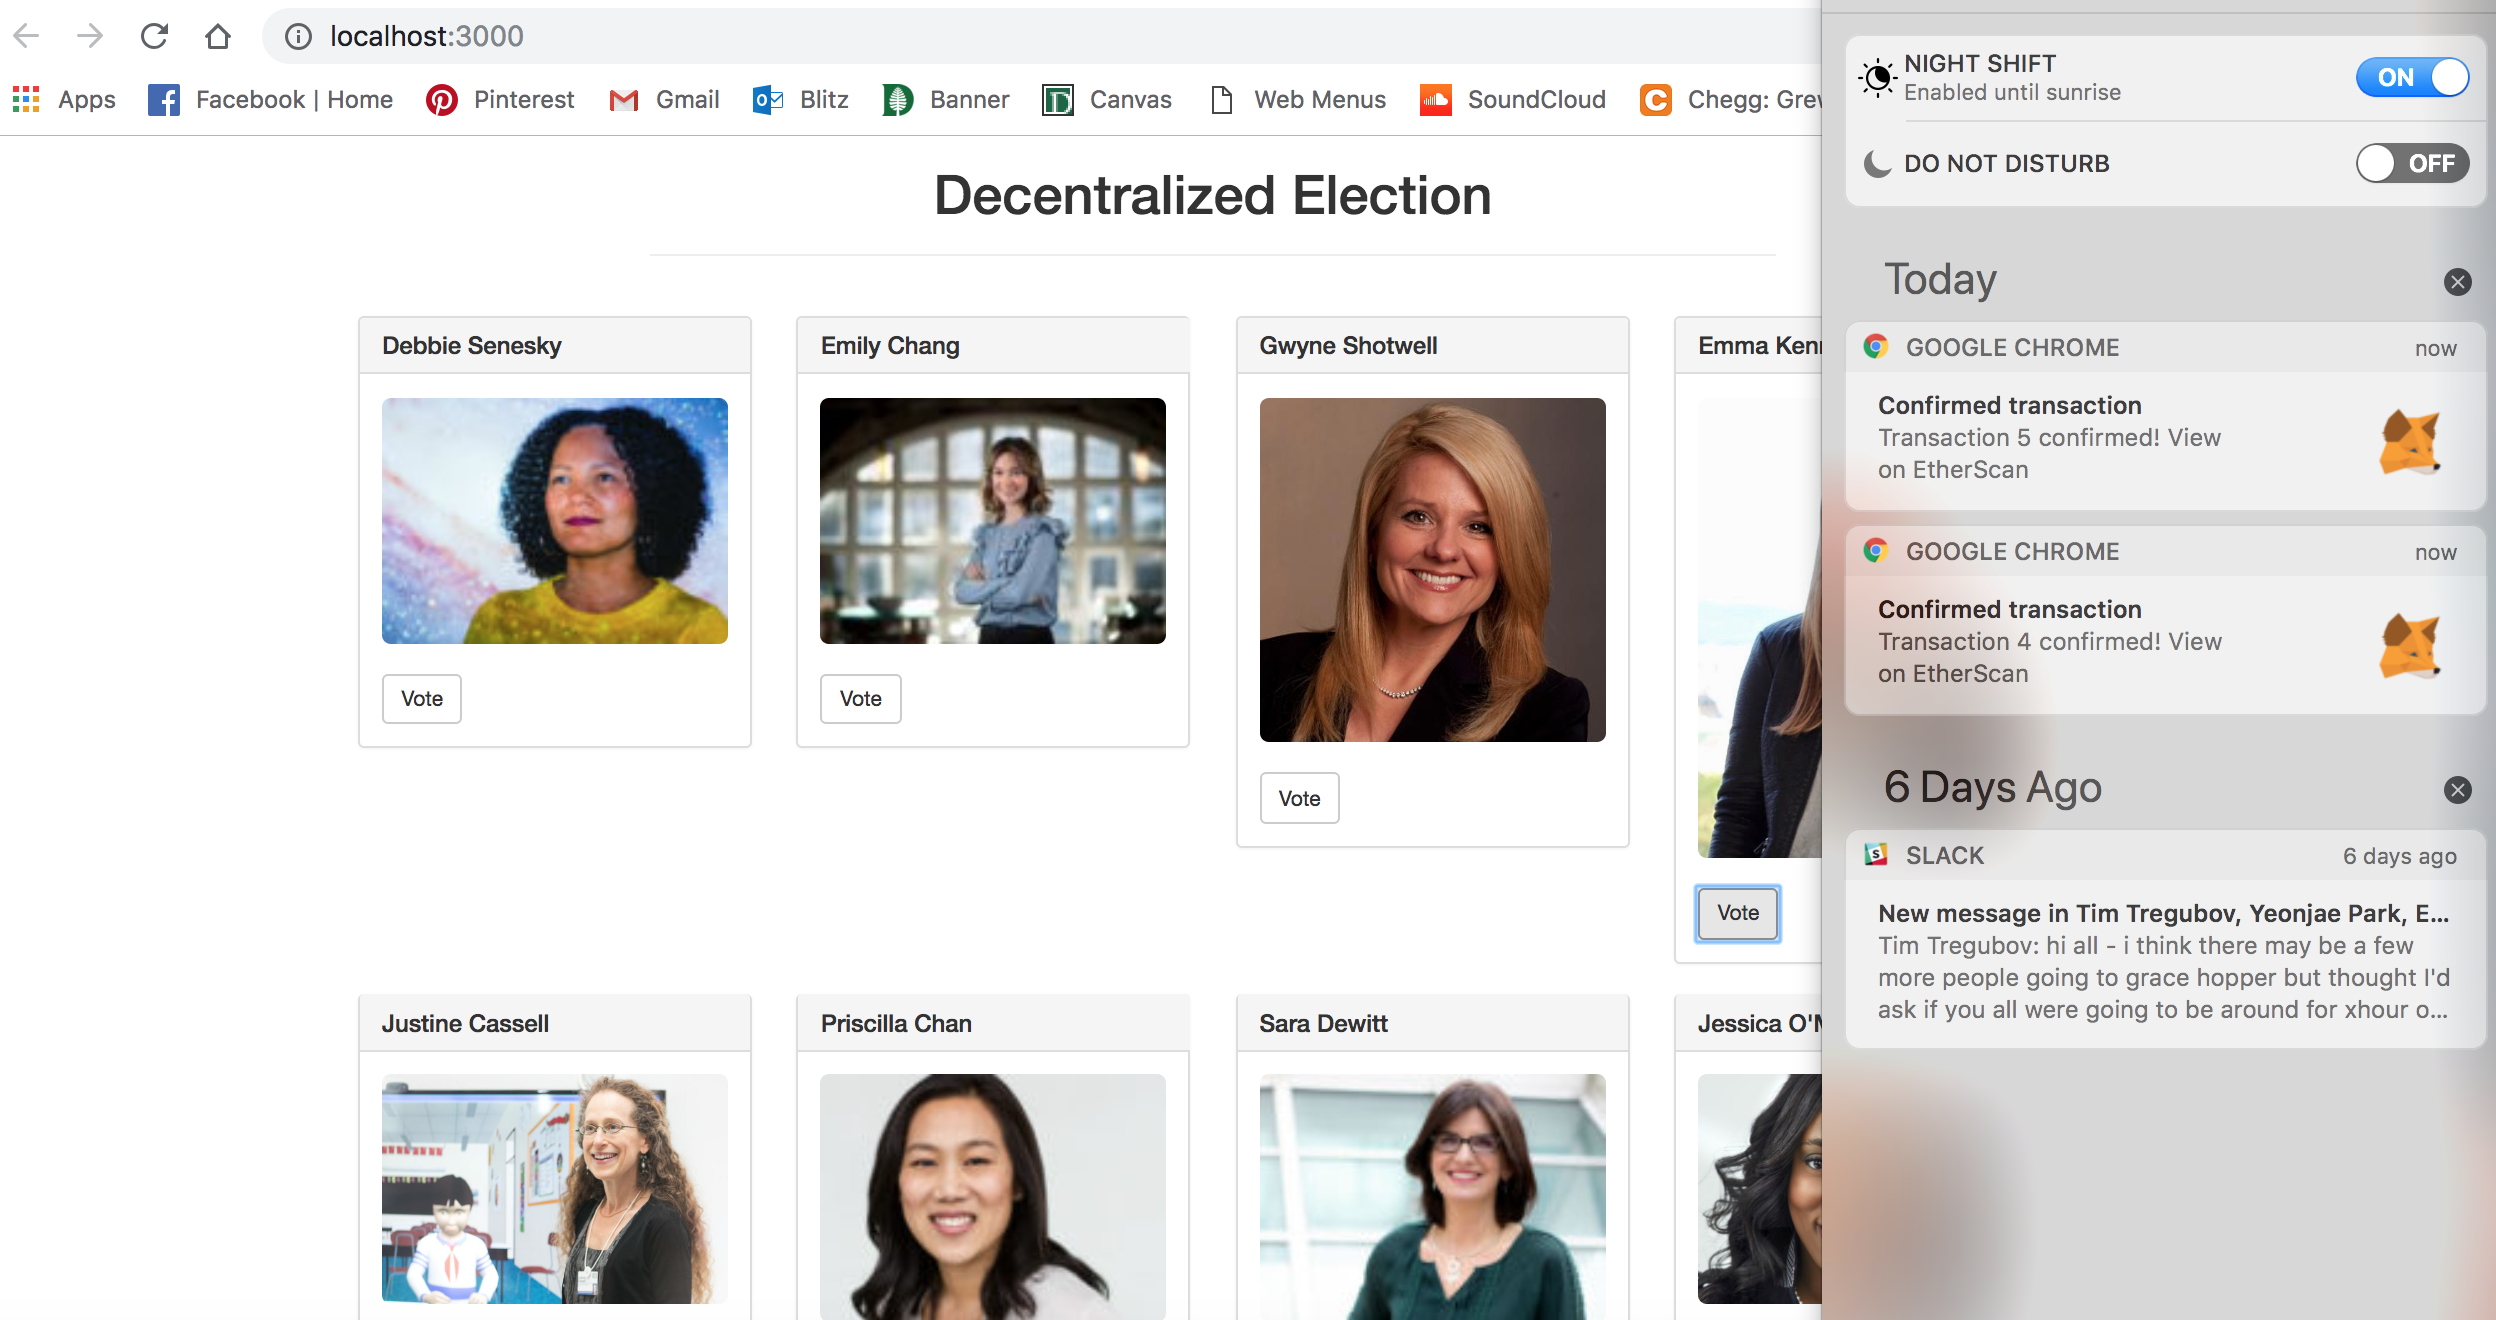 localhost:3000
Apps
Facebook | Home
Pinterest
Gmail
Blitz
Banner
Canvas
Web Menus
SoundCloud
Chegg:
Decentralized Election
Debbie Senesky
Emily Chang
Gwyne Shotwell
Emma
Vote
Vote
Vote
Vote
Justine Cassell
Priscilla Chan
Sara Dewitt
Jessica
NIGHT SHIFT
Enabled until sunrise
ON
DO NOT DISTURB
OFF
Today
GOOGLE CHROME
now
Confirmed transaction
Transaction 5 confirmed! View
on EtherScan
GOOGLE CHROME
now
Confirmed transaction
Transaction 4 confirmed! View
on EtherScan
6 Days Ago
SLACK
6 days ago
New message in Tim Tregubov, Yeonjae Park, E...
Tim Tregubov: hi all - i think there may be a few
more people going to grace hopper but thought I'd
ask if you all were going to be around for xhour o...